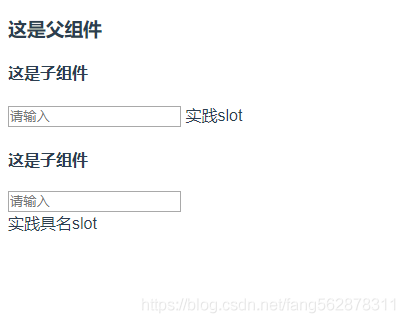 这是父组件
这是子组件
请输入 实践slot
这是子组件
请输入
实践具名slot
https://blog.csdn.net/fang562878311